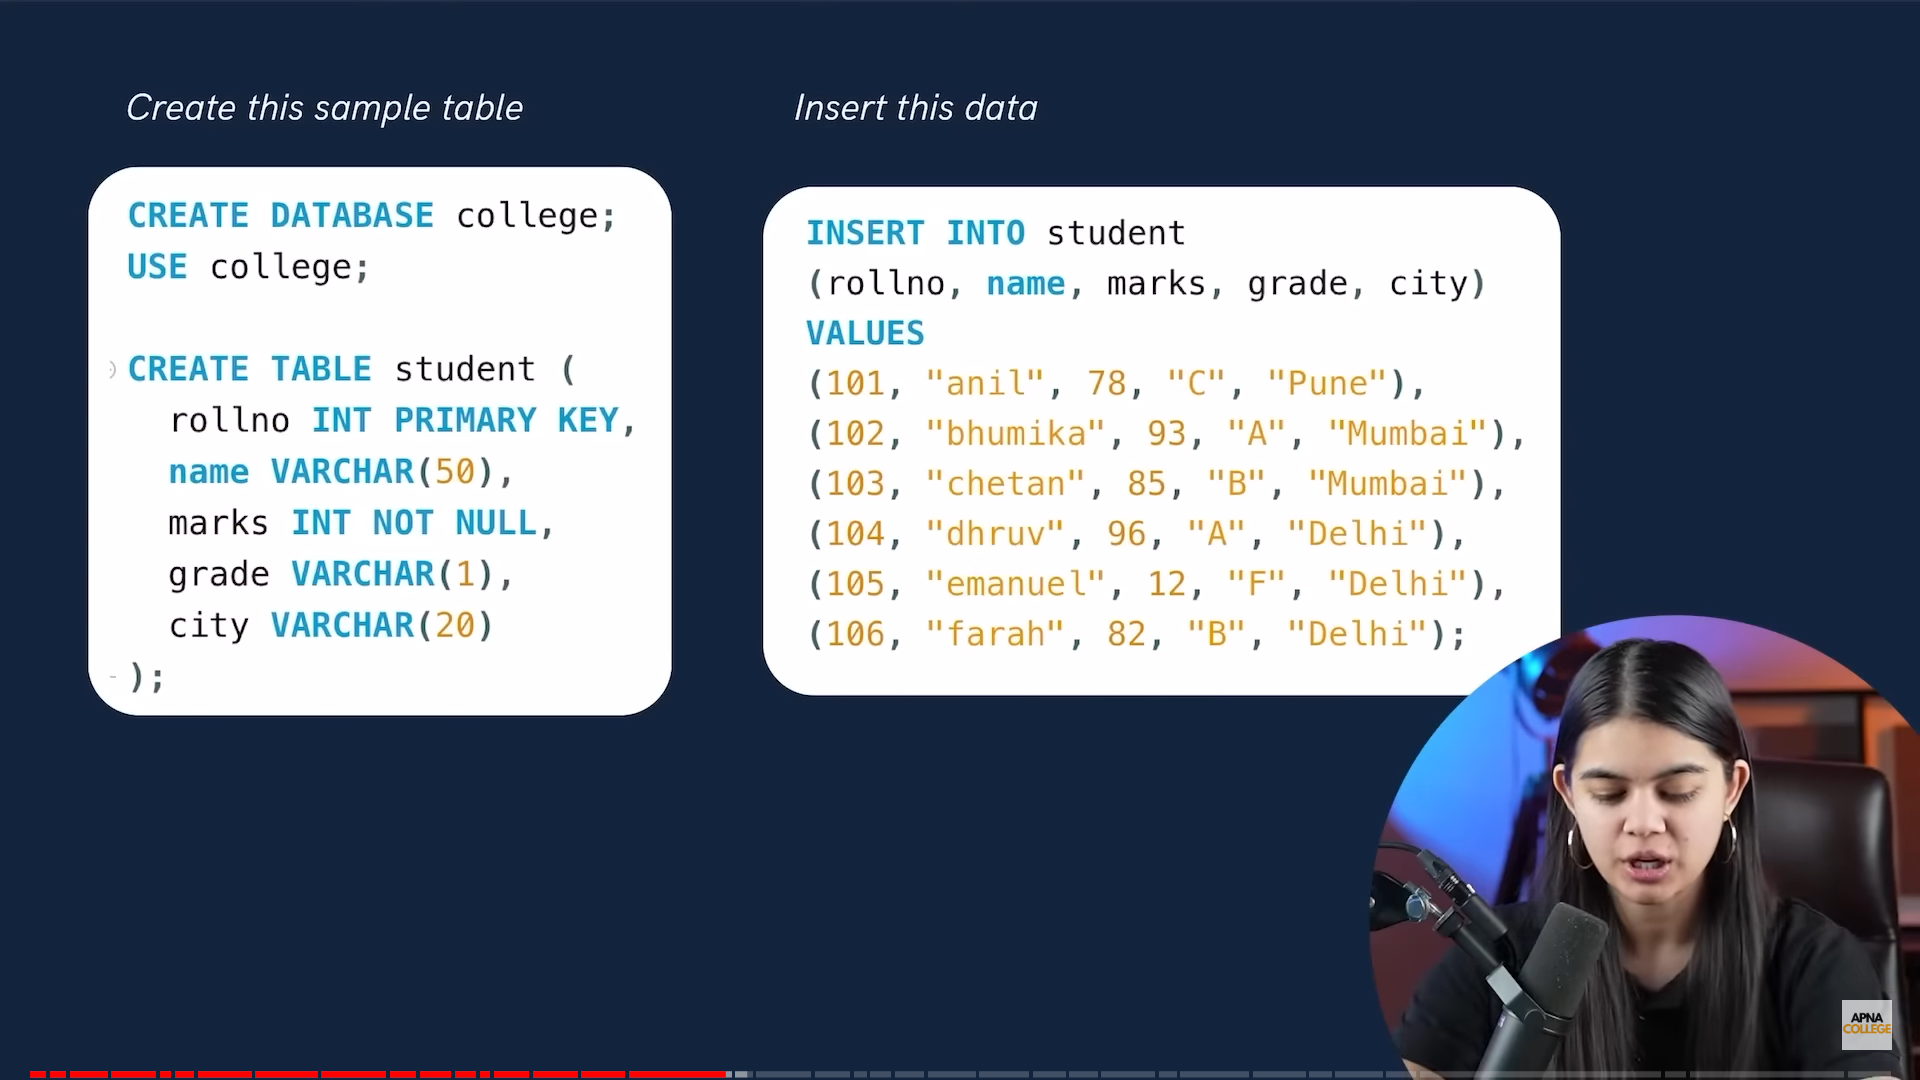 Create this sample table
CREATE DATABASE college;
USE college;
CREATE TABLE student (
rollno INT PRIMARY KEY,
name VARCHAR(50),
marks INT NOT NULL,
grade VARCHAR(1),
city VARCHAR(20)
);
Insert this data
INSERT INTO student
(rollno, name, marks, grade, city)
VALUES
(101, "anil", 78, "C", "Pune"),
(102, "bhumika", 93, "A", "Mumbai"),
(103, "chetan", 85, "B", "Mumbai"),
(104, "dhruv", 96, "A", "Delhi"),
(105, "emanuel", 12, "F", "Delhi"),
(106, "farah", 82, "B", "Delhi");
APNA
COLLEGE